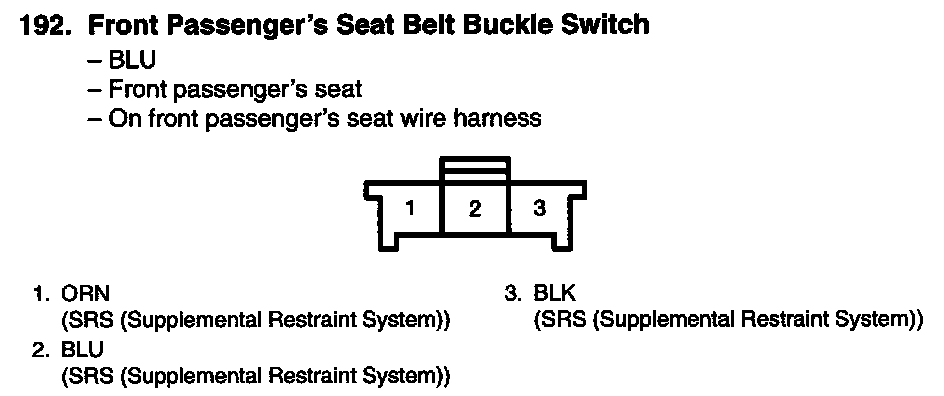 192. Front Passenger's Seat Belt Buckle Switch
– BLU
– Front passenger's seat
– On front passenger's seat wire harness
1 2 3
1. ORN
(SRS (Supplemental Restraint System))
2. BLU
(SRS (Supplemental Restraint System))
3. BLK
(SRS (Supplemental Restraint System))